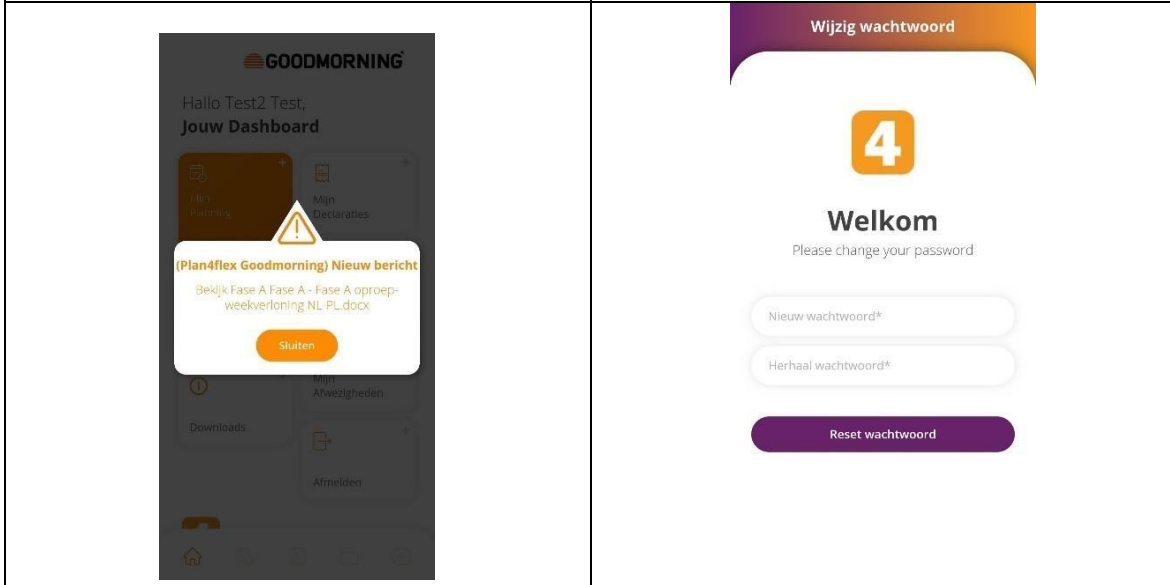 GOODMORNING
Hallo Test2 Test,
Jouw Dashboard
Mijn
Planning
Mijn
Declaraties
(Plan4flex Goodmorning) Nieuw bericht
Bekijk Fase A Fase A - Fase A oproep-
weekverloning NL-PL.docx
Sluiten
Mijn
Afwezigheden
Downloads
Afmelden
Wijzig wachtwoord
4
Welkom
Please change your password
Nieuw wachtwoord*
Herhaal wachtwoord*
Reset wachtwoord